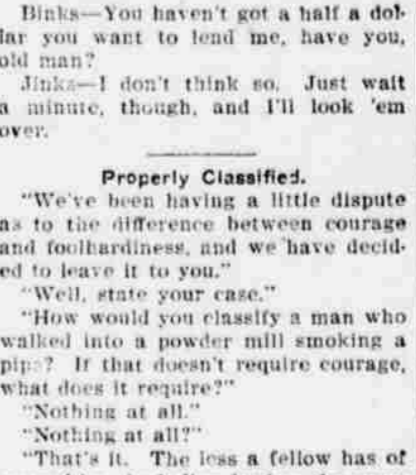 Binks—You haven't got a half a dol-
lar you want to lend me, have you,
old man?
Jinks—I don't think so. Just wait
a minute, though, and I'll look 'em
over.
Properly Classified.
"We've been having a little dispute
as to the difference between courage
and foolhardiness, and we have decid-
ed to leave it to you."
"Well, state your case."
"How would you classify a man who
walked into a powder mill smoking a
pipe? If that doesn't require courage,
what does it require?"
"Nothing at all."
"Nothing at all?"
"That's it. The less a fellow has of